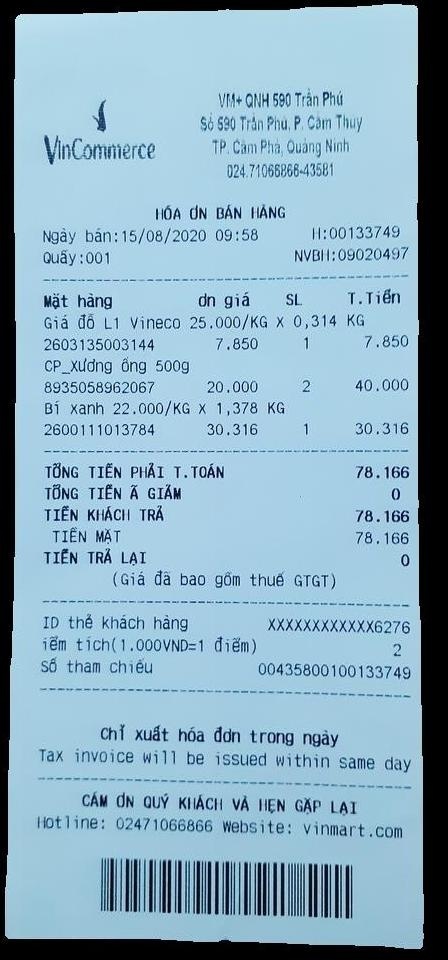 VM+ QNH 590 Trần Phú
VinCommerce
Số 590 Trần Phú, P. Cẩm Thủy
TP. Cẩm Phả, Quảng Ninh
024.71066866-43581
HÓA ƠN BÁN HÀNG
Ngày bán:15/08/2020 09:58 H:00133749
Quầy:001 NVBH:09020497
Mặt hàng ơn giá SL T.Tiền
Giá đỗ L1 Vineco 25.000/KG X 0,314 KG
2603135003144 7.850 1 7.850
CP_Xương ống 500g
8935058962067 20.000 2 40.000
Bí xanh 22.000/KG X 1,378 KG
2600111013784 30.316 1 30.316
TỔNG TIỀN PHẢI T.TOÁN 78.166
TỔNG TIỀN Ã GIẢM 0
TIỀN KHÁCH TRẢ 78.166
TIỀN MẶT 78.166
TIỀN TRẢ LẠI 0
(Giá đã bao gồm thuế GTGT)
ID thẻ khách hàng XXXXXXXXXXXX6276
iểm tích(1.000VND=1 điểm) 2
Số tham chiếu 00435800100133749
Chỉ xuất hóa đơn trong ngày
Tax invoice will be issued within same day
CẢM ƠN QUÝ KHÁCH VÀ HẸN GẶP LẠI
Hotline: 02471066866 Website: vinmart.com